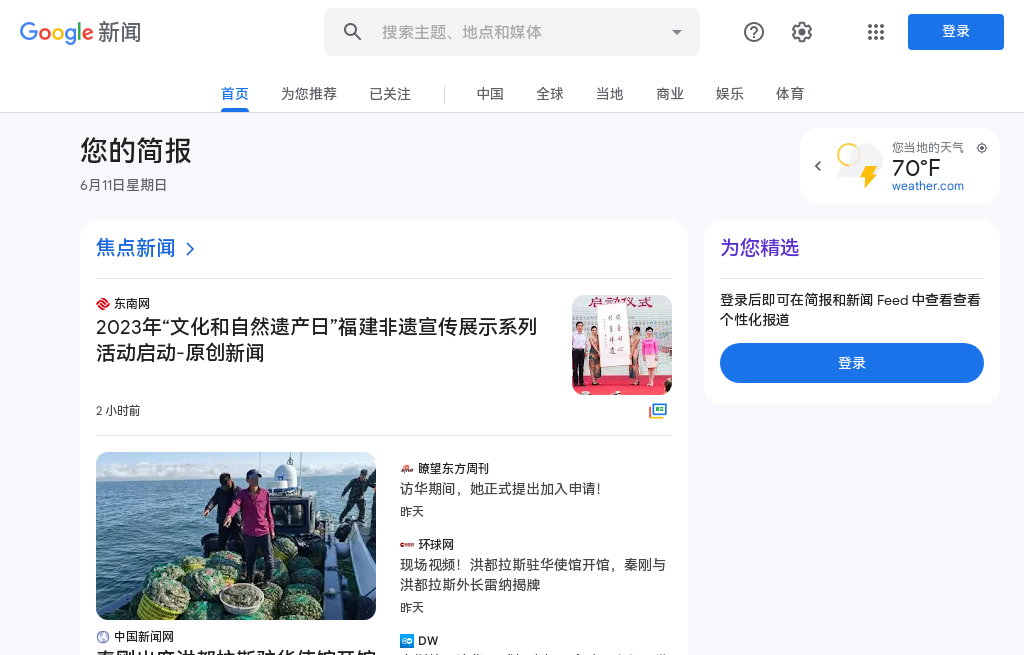 Google 新闻
搜索主题、地点和媒体
登录
首页
为您推荐
已关注
中国
全球
当地
商业
娱乐
体育
您的简报
6月11日星期日
您当地的天气
70°F
weather.com
焦点新闻
东南网
2023年“文化和自然遗产日”福建非遗宣传展示系列
活动启动-原创新闻
启动仪式
2 小时前
中国新闻网
瞭望东方周刊
访华期间，她正式提出加入申请！
昨天
环球网
现场视频！洪都拉斯驻华使馆开馆，秦刚与
洪都拉斯外长雷纳揭牌
昨天
DW
为您精选
登录后即可在简报和新闻 Feed 中查看查看
个性化报道
登录